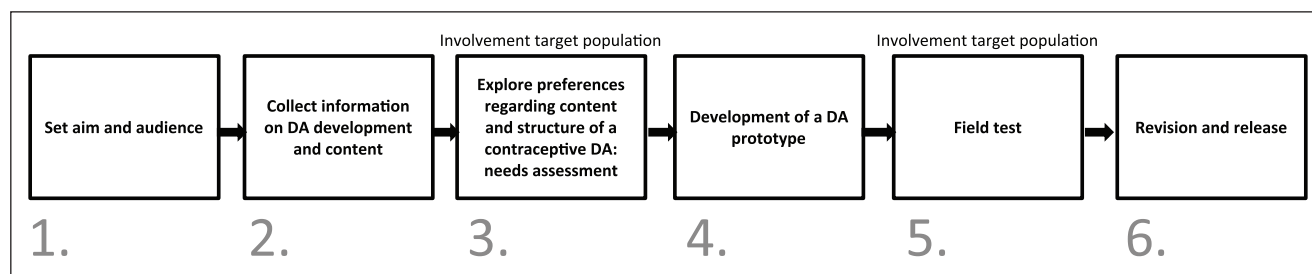 Involvement target population
Involvement target population
Set aim and audience
Collect information
on DA development
and content
Explore preferences
regarding content
and structure of a
contraceptive DA:
needs assessment
Development of a DA
prototype
Field test
Revision and release
1.
2.
3.
4.
5.
6.